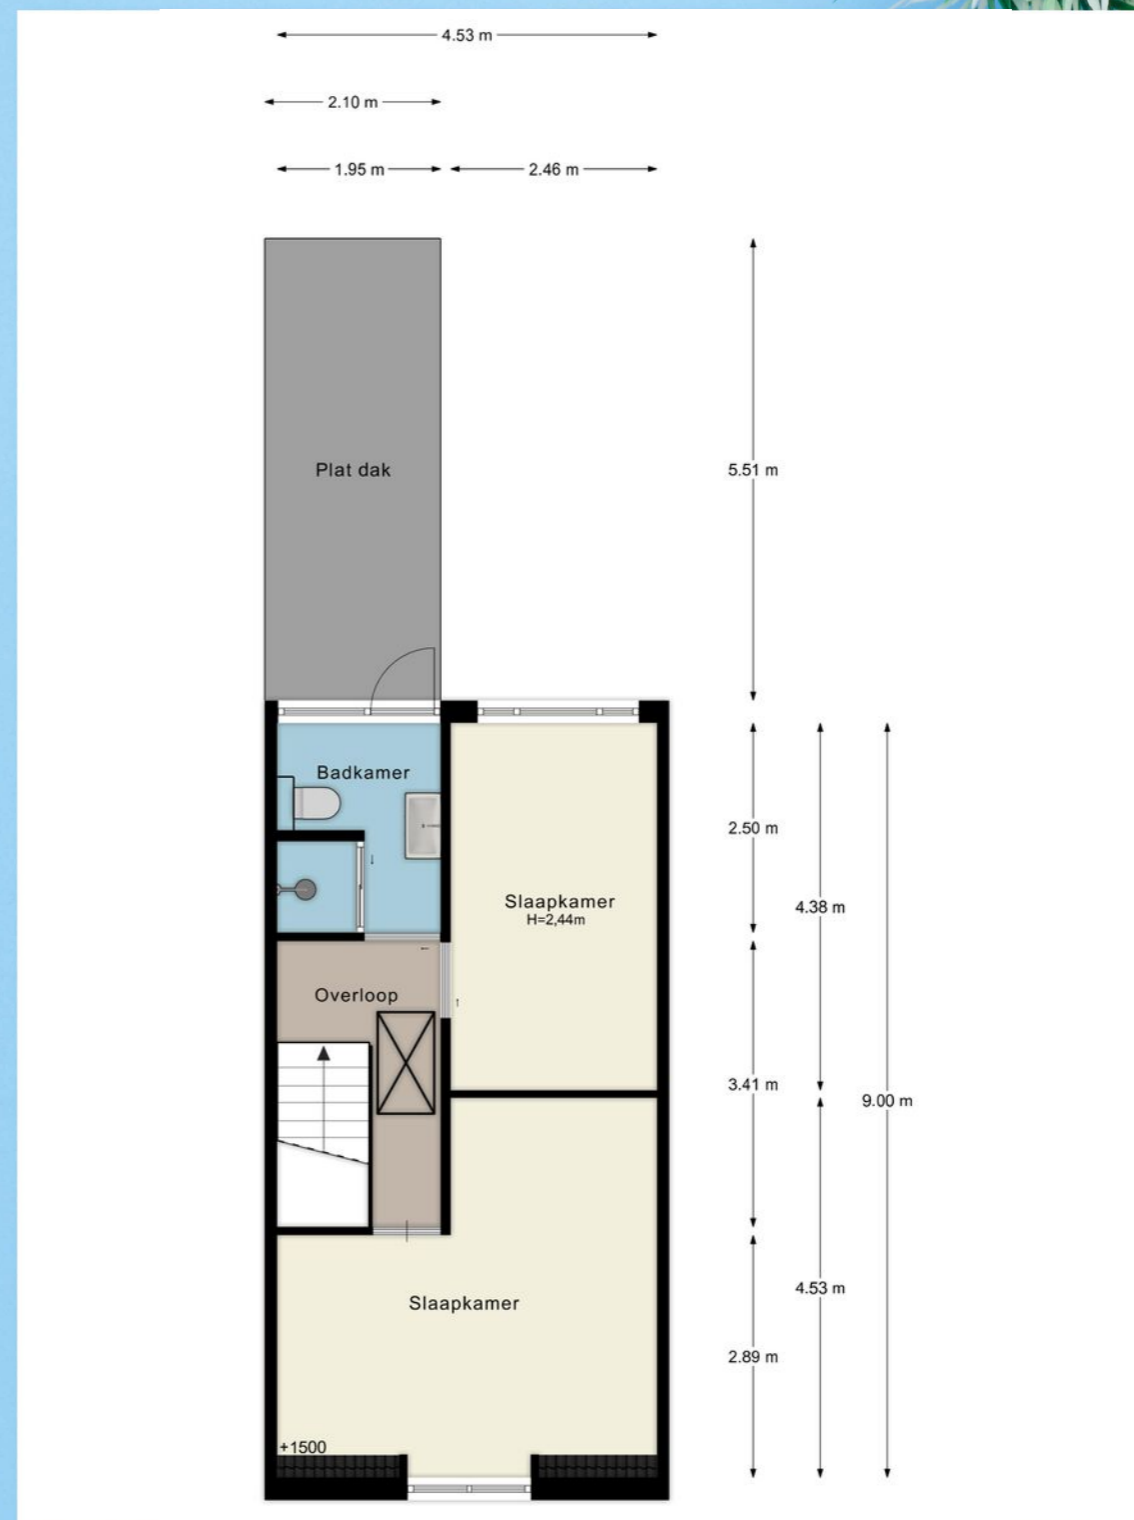 4.53 m
2.10 m
1.95 m
2.46 m
Plat dak
5.51 m
Badkamer
2.50 m
Slaapkamer
H=2,44m
4.38 m
Overloop
3.41 m
9.00 m
4.53 m
Slaapkamer
2.89 m
+1500